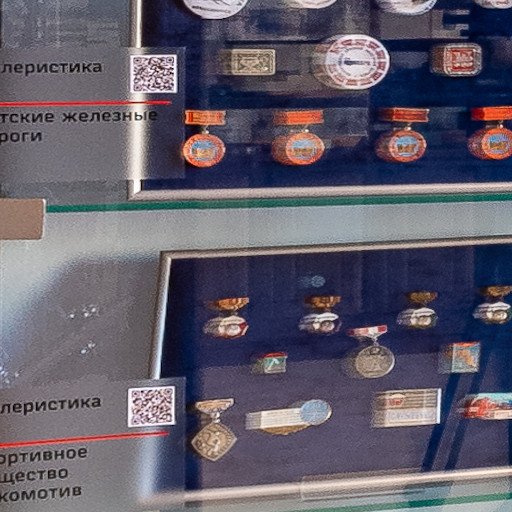 леристика
тские железные
роги
леристика
ортивное
щество
комотив